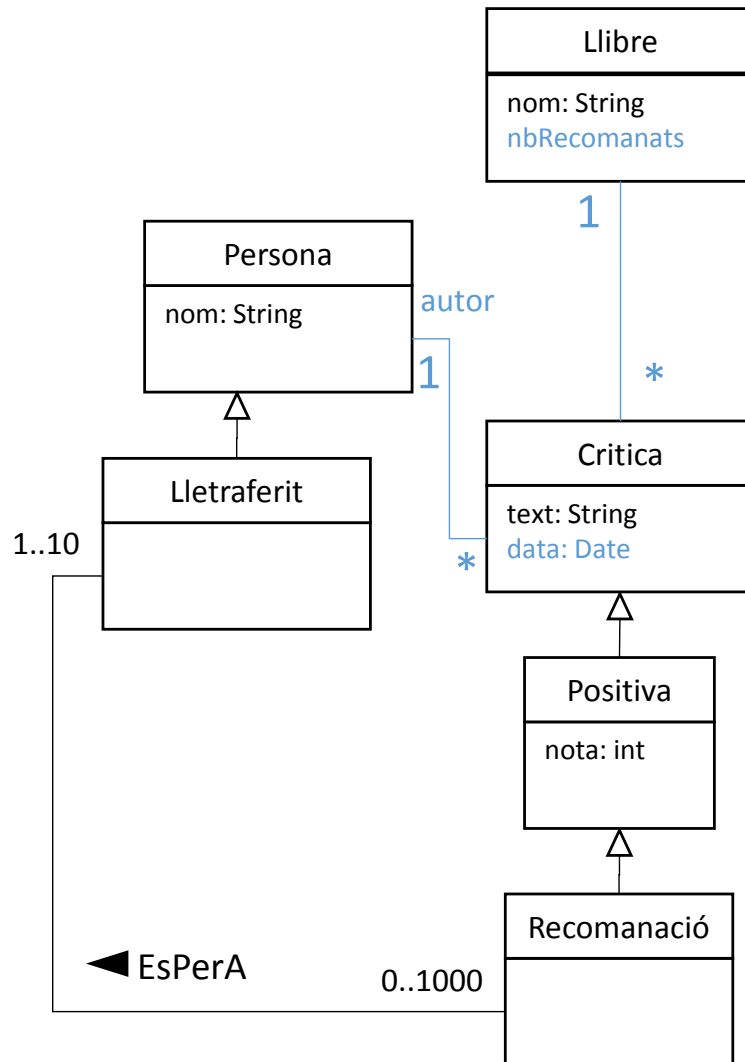 Llibre
nom: String
nbRecomanats
1
Persona
nom: String
autor
1
*
Critica
text: String
data: Date
*
Lletraferit
1..10
Positiva
nota: int
Recomanació
EsPerA
0..1000